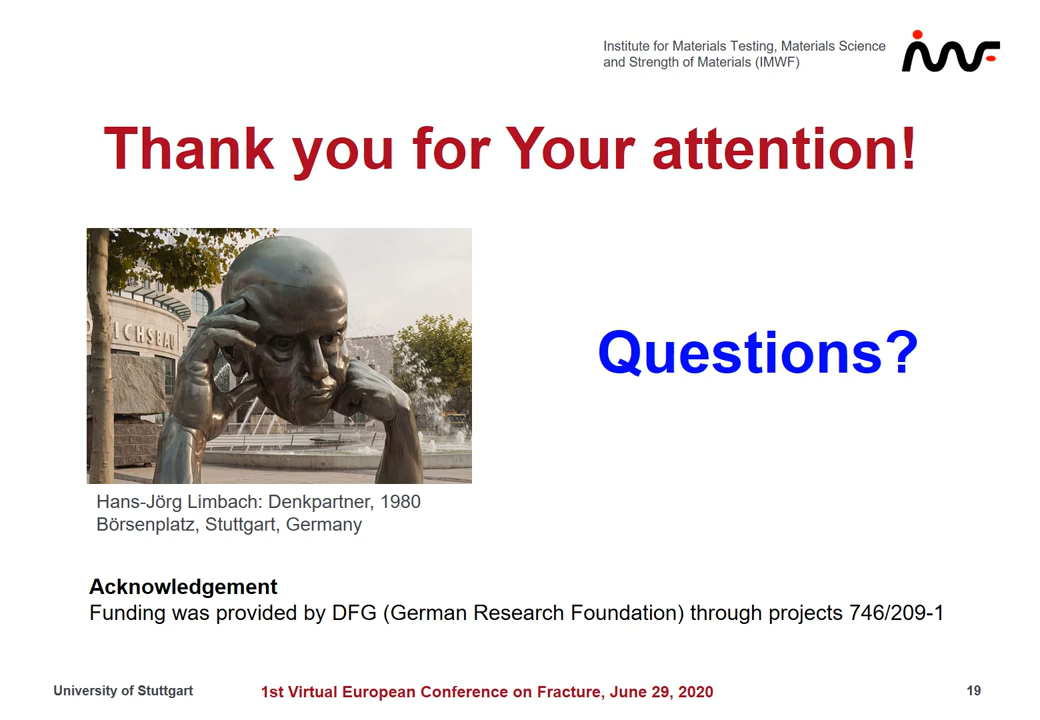 Institute for Materials Testing, Materials Science
and Strength of Materials (IMWF)
Thank you for Your attention!
ICHSBAU
Questions?
Hans-Jörg Limbach: Denkpartner, 1980
Börsenplatz, Stuttgart, Germany
Acknowledgement
Funding was provided by DFG (German Research Foundation) through projects 746/209-1
University of Stuttgart
1st Virtual European Conference on Fracture, June 29, 2020
19